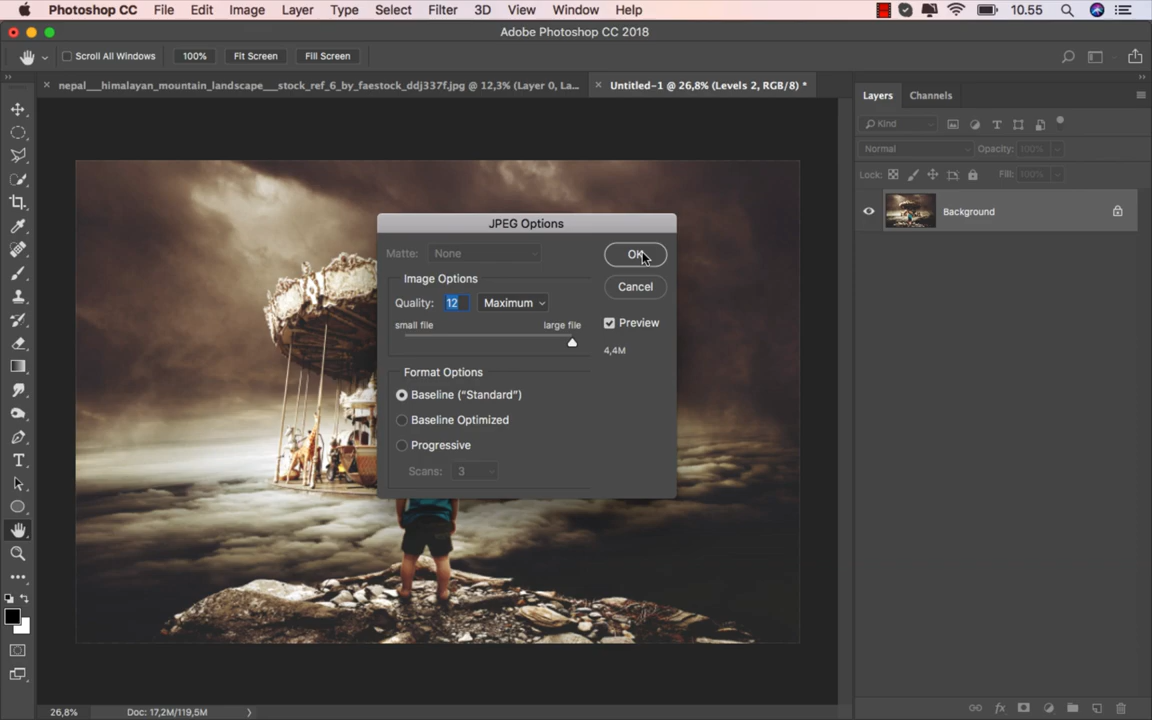 Photoshop CC File Edit Image Layer Type Select Filter 3D View Window Help 10.55
Adobe Photoshop CC 2018
Scroll All Windows 100% Fit Screen Fill Screen
nepal__himalayan_mountain_landscape__stock_ref_6_by_faestock_ddj337f.jpg @ 12,3% (Layer 0, La... Untitled-1 @ 26,8% (Levels 2, RGB/8) *
Layers Channels
Kind
Normal Opacity: 100%
Lock: Fill: 100%
Background
JPEG Options
Matte: None
OK
Image Options
Cancel
Quality: 12 Maximum
Preview
small file large file
4,4M
Format Options
Baseline (“Standard”)
Baseline Optimized
Progressive
Scans: 3
26,8% Doc: 17,2M/119,5M